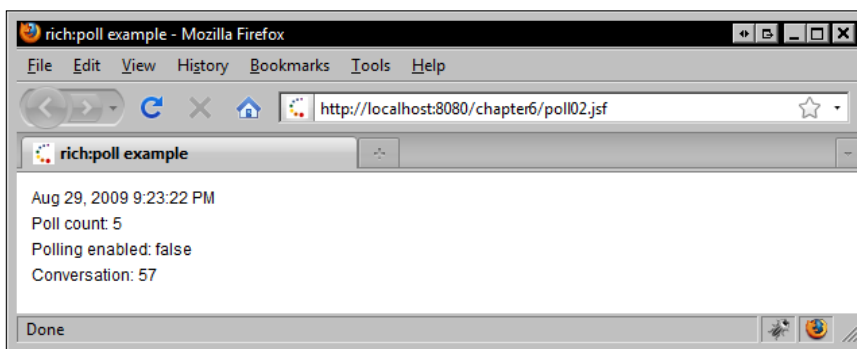 rich:poll example - Mozilla Firefox
File Edit View History Bookmarks Tools Help
http://localhost:8080/chapter6/poll02.jsf
rich:poll example
Aug 29, 2009 9:23:22 PM
Poll count: 5
Polling enabled: false
Conversation: 57
Done